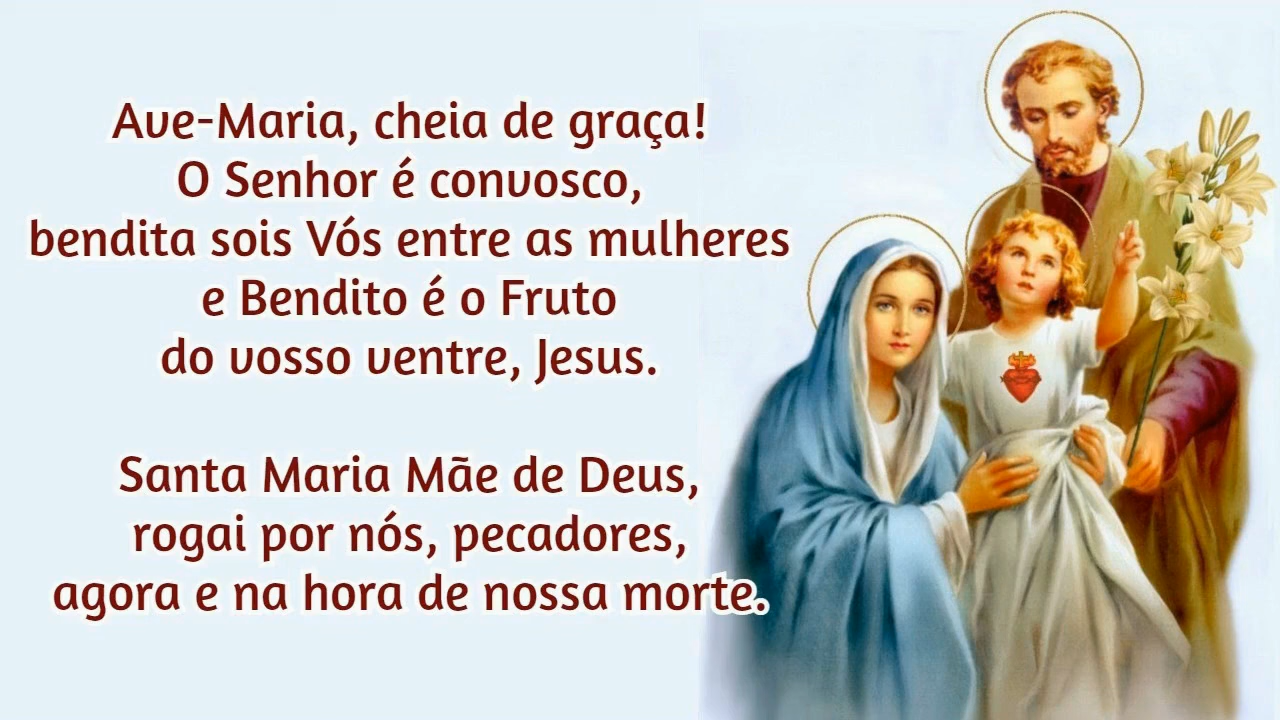 Ave-Maria, cheia de graça!
O Senhor é convosco,
bendita sois Vós entre as mulheres
e Bendito é o Fruto
do vosso ventre, Jesus.
Santa Maria Mãe de Deus,
rogai por nós, pecadores,
agora e na hora de nossa morte.